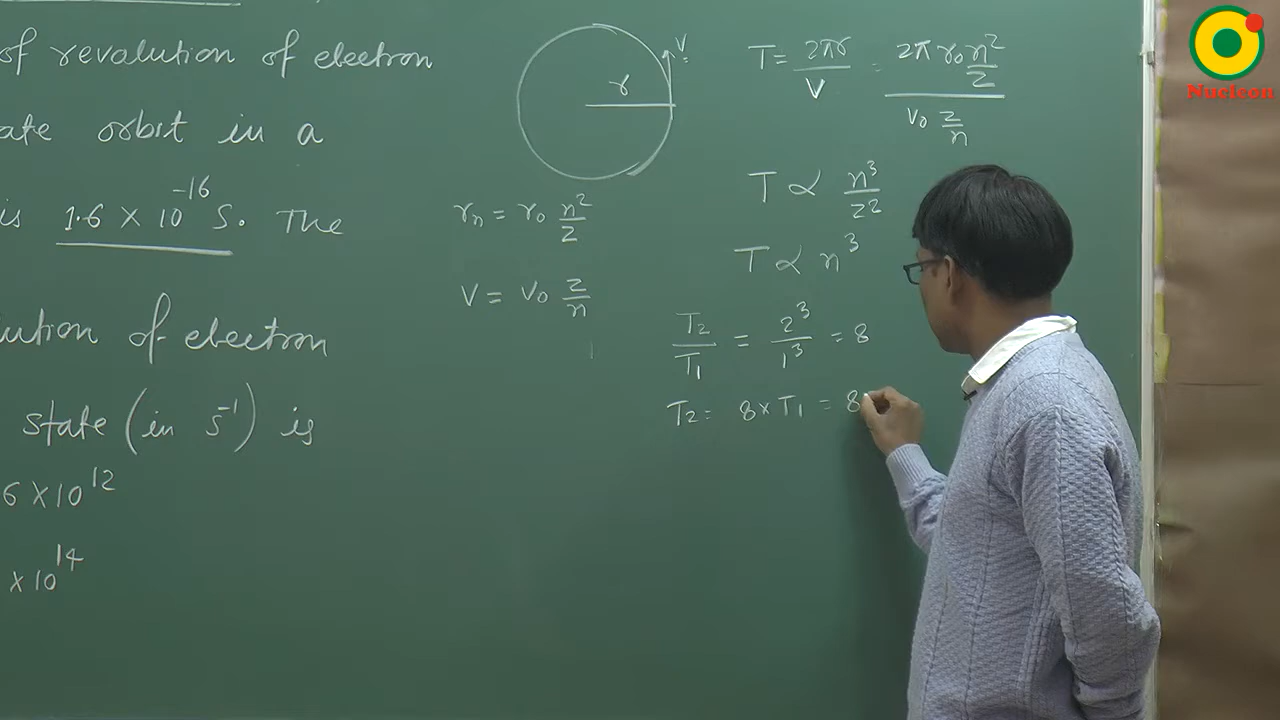 of revalution of electron
ate orbit in a
is 1.6 × 10⁻¹⁶ S. The
lution of electron
state (in s⁻¹) is
6 × 10¹²
× 10¹⁴
r
V
rₙ = r₀ n²/z
V = V₀ z/n
T = 2πr/V = 2π r₀ n²/z / V₀ z/n
T ∝ n³/z²
T ∝ n³
T₂/T₁ = 2³/1³ = 8
T₂ = 8 × T₁ = 8
Nucleon